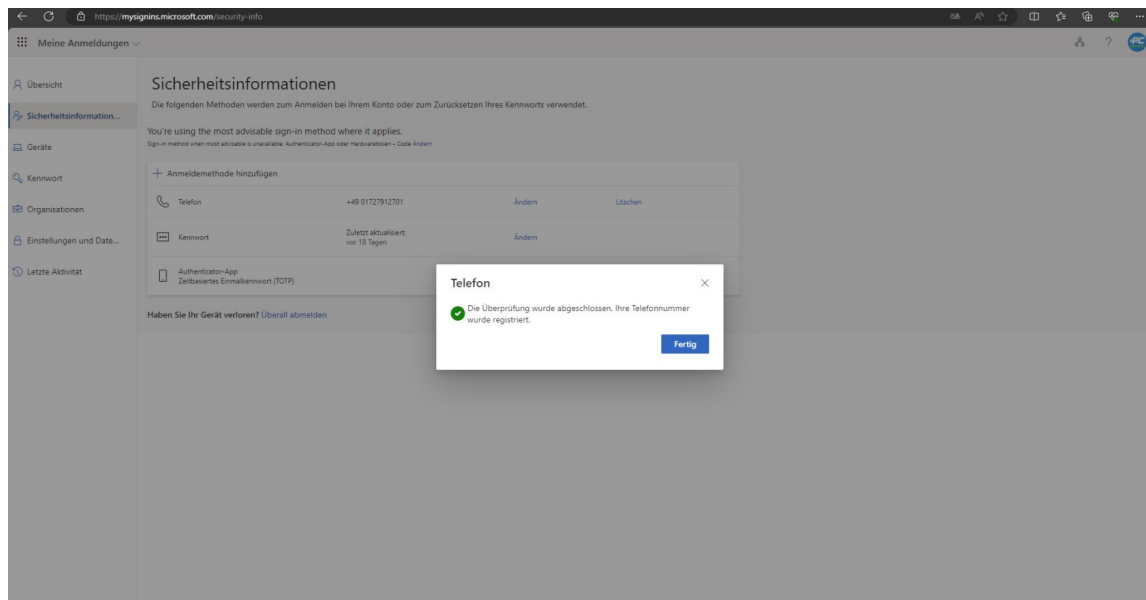 https://mysignins.microsoft.com/security-info
Meine Anmeldungen
?
Übersicht
Sicherheitsinformation...
Geräte
Kennwort
Organisationen
Einstellungen und Date...
Letzte Aktivität
Sicherheitsinformationen
Die folgenden Methoden werden zum Anmelden bei Ihrem Konto oder zum Zurücksetzen Ihres Kennworts verwendet.
You're using the most advisable sign-in method where it applies.
Sign-in method when most advisable is unavailable: Authenticator-App oder Hardwaretoken – Code Ändern
+ Anmeldemethode hinzufügen
Telefon +49 01727912701 Ändern Löschen
Kennwort Zuletzt aktualisiert: Ändern
vor 18 Tagen
Authenticator-App
Zeitbasiertes Einmalkennwort (TOTP)
Haben Sie Ihr Gerät verloren? Überall abmelden
Telefon
Die Überprüfung wurde abgeschlossen. Ihre Telefonnummer
wurde registriert.
Fertig